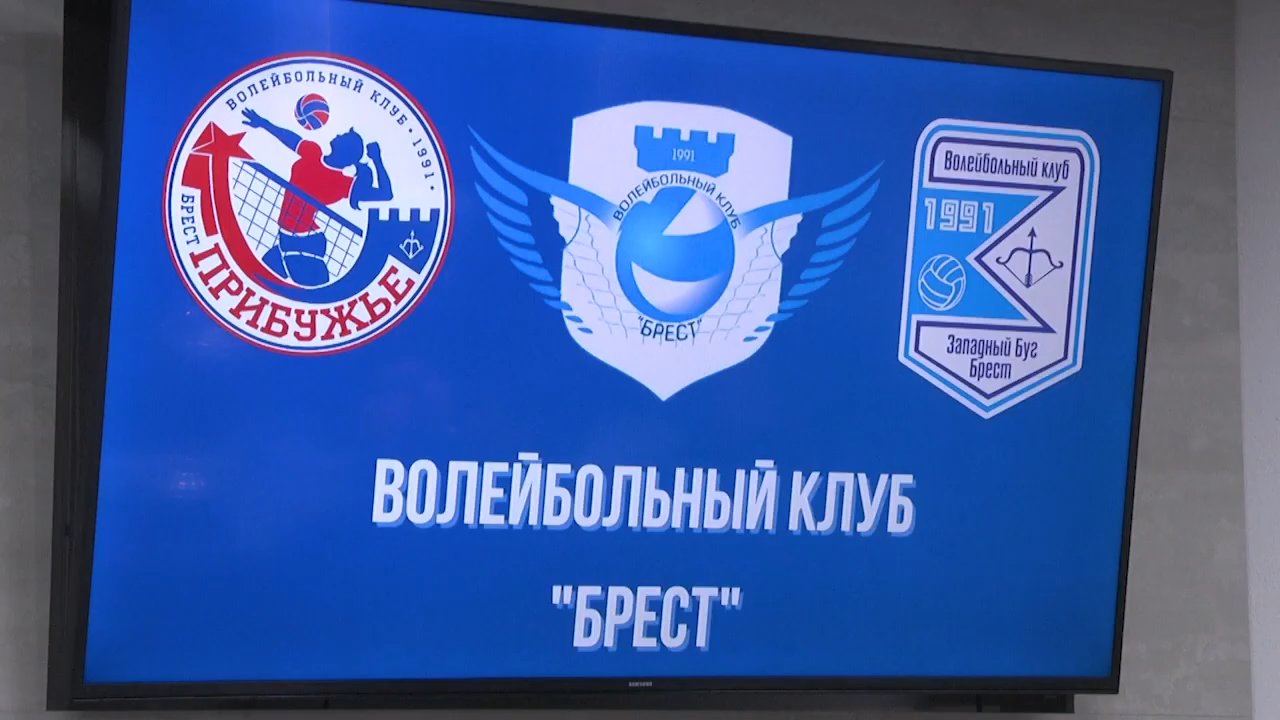 ВОЛЕЙБОЛЬНЫЙ КЛУБ · 1991 ·
БРЕСТ
ПРИБУЖЬЕ
1991
ВОЛЕЙБОЛЬНЫЙ КЛУБ
"БРЕСТ"
Волейбольный клуб
1991
Западный Буг
Брест
ВОЛЕЙБОЛЬНЫЙ КЛУБ
"БРЕСТ"
SAMSUNG